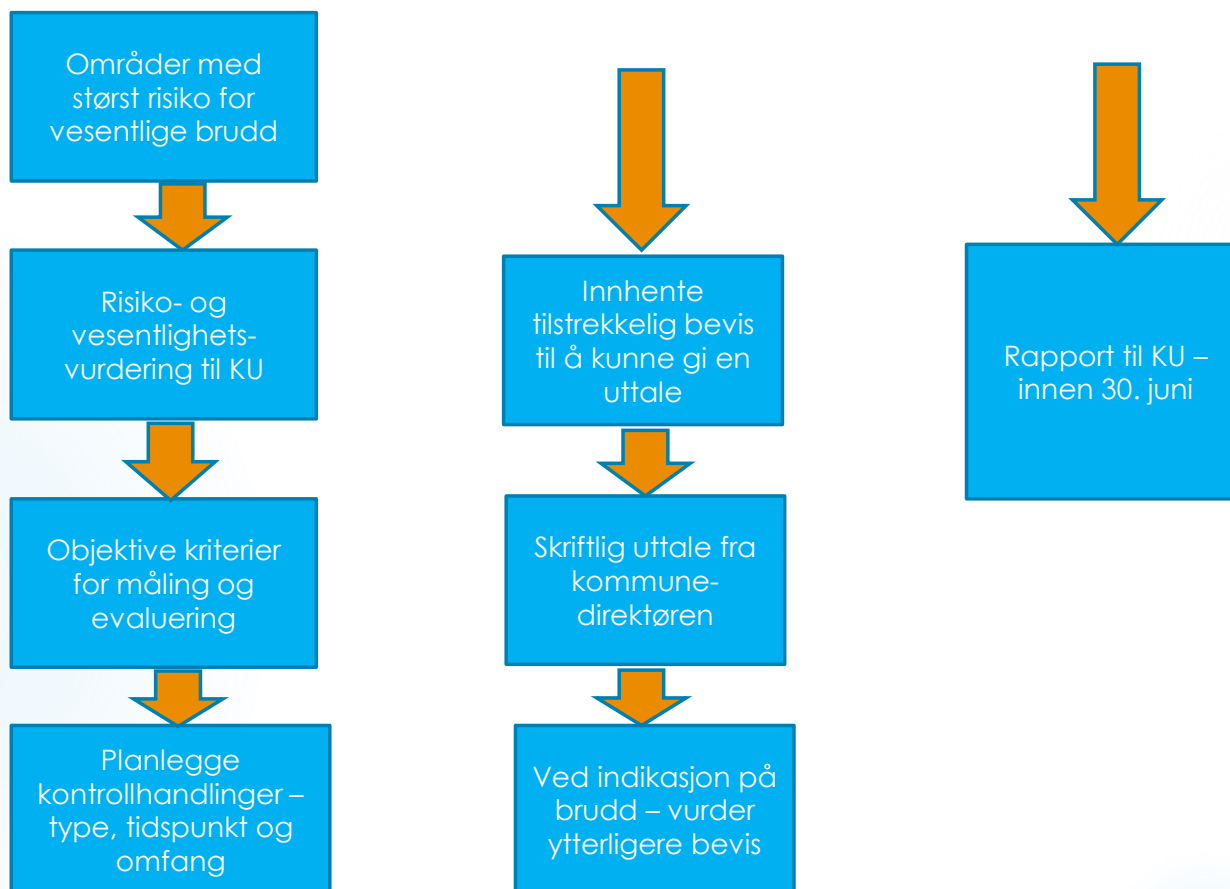 Områder med
størst risiko for
vesentlige brudd
Risiko- og
vesentlighets-
vurdering til KU
Objektive kriterier
for måling og
evaluering
Planlegge
kontrollhandlinger –
type, tidspunkt og
omfang
Innhente
tilstrekkelig bevis
til å kunne gi en
uttale
Skriftlig uttale fra
kommune-
direktøren
Ved indikasjon på
brudd – vurder
ytterligere bevis
Rapport til KU –
innen 30. juni